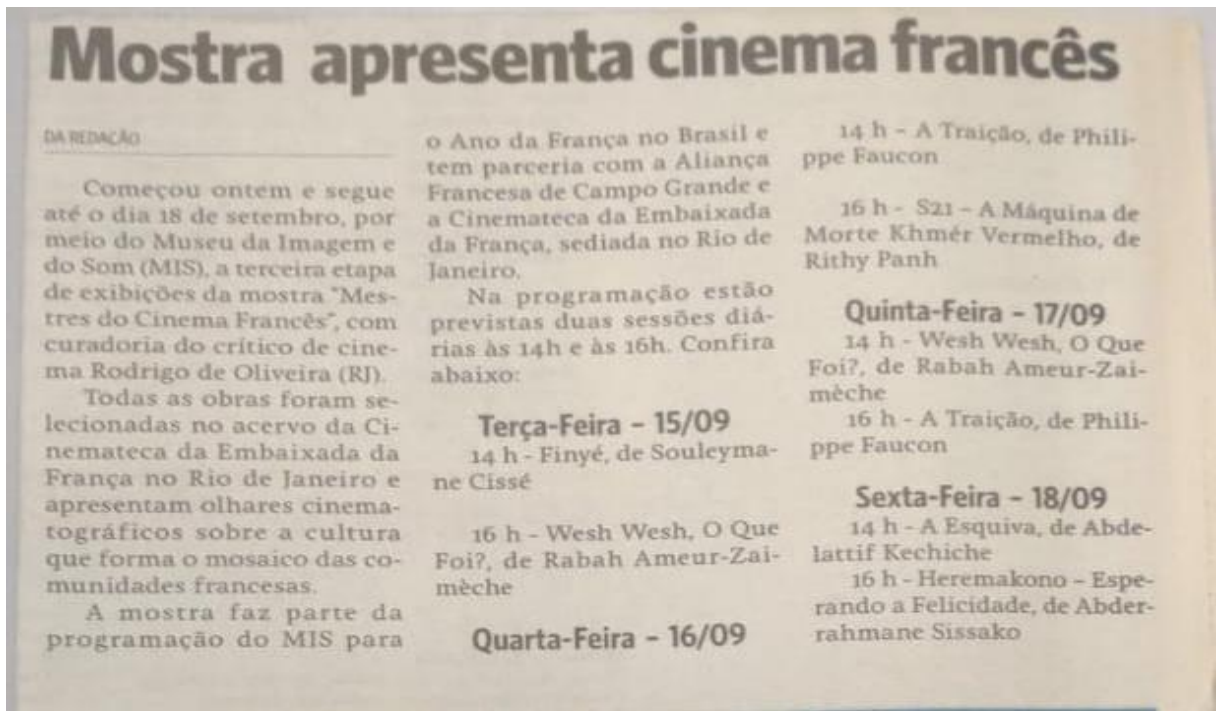 Mostra apresenta cinema francês
DA REDAÇÃO
Começou ontem e segue
até o dia 18 de setembro, por
meio do Museu da Imagem e
do Som (MIS), a terceira etapa
de exibições da mostra "Mes-
tres do Cinema Francês", com
curadoria do crítico de cine-
ma Rodrigo de Oliveira (RJ).
Todas as obras foram se-
lecionadas no acervo da Ci-
nemateca da Embaixada da
França no Rio de Janeiro e
apresentam olhares cinema-
tográficos sobre a cultura
que forma o mosaico das co-
munidades francesas.
A mostra faz parte da
programação do MIS para
o Ano da França no Brasil e
tem parceria com a Aliança
Francesa de Campo Grande e
a Cinemateca da Embaixada
da França, sediada no Rio de
Janeiro.
Na programação estão
previstas duas sessões diá-
rias às 14h e às 16h. Confira
abaixo:
Terça-Feira – 15/09
14 h - Finyé, de Souleyma-
ne Cissé
16 h - Wesh Wesh, O Que
Foi?, de Rabah Ameur-Zai-
mèche
Quarta-Feira – 16/09
14 h - A Traição, de Phili-
ppe Faucon
16 h - S21 – A Máquina de
Morte Khmér Vermelho, de
Rithy Panh
Quinta-Feira – 17/09
14 h - Wesh Wesh, O Que
Foi?, de Rabah Ameur-Zai-
mèche
16 h - A Traição, de Phili-
ppe Faucon
Sexta-Feira – 18/09
14 h - A Esquiva, de Abde-
lattif Kechiche
16 h - Heremakono – Espe-
rando a Felicidade, de Abder-
rahmane Sissako